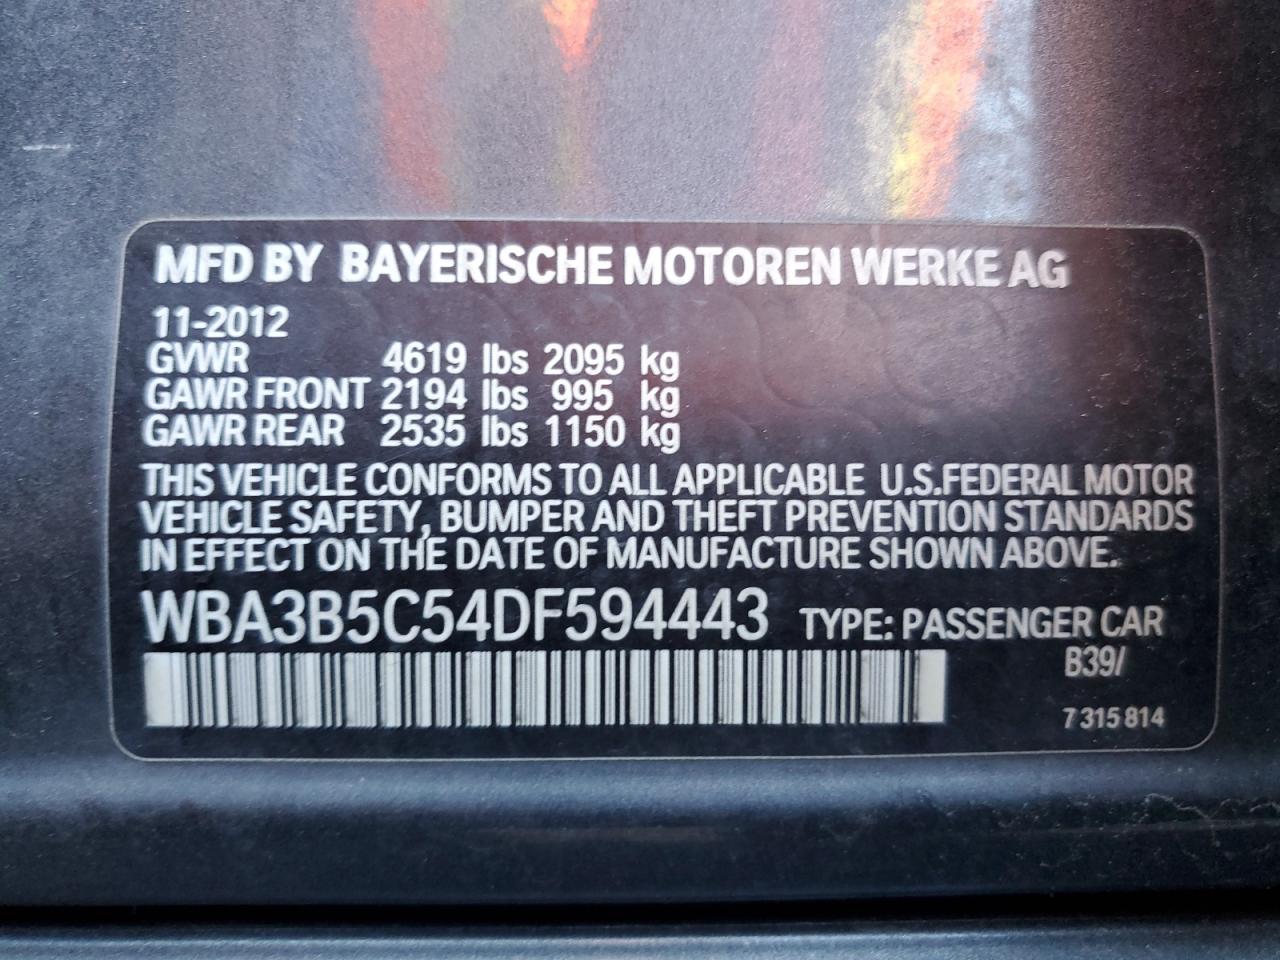 MFD BY BAYERISCHE MOTOREN WERKE AG
11-2012
GVWR 4619 lbs 2095 kg
GAWR FRONT 2194 lbs 995 kg
GAWR REAR 2535 lbs 1150 kg
THIS VEHICLE CONFORMS TO ALL APPLICABLE U.S.FEDERAL MOTOR
VEHICLE SAFETY, BUMPER AND THEFT PREVENTION STANDARDS
IN EFFECT ON THE DATE OF MANUFACTURE SHOWN ABOVE.
WBA3B5C54DF594443 TYPE: PASSENGER CAR
B39/
7 315 814